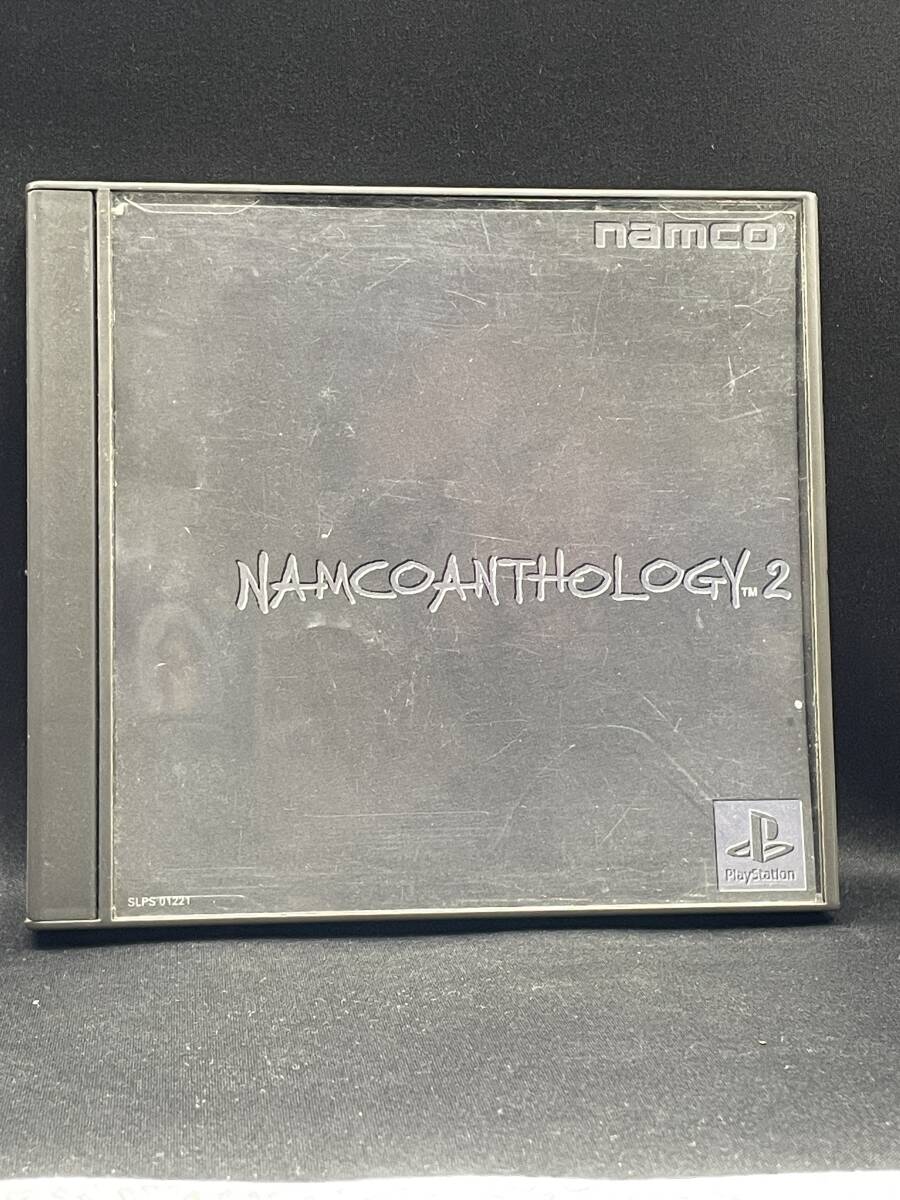 namco®
NAMCOANTHOLOGY™2
PlayStation
SLPS 01221